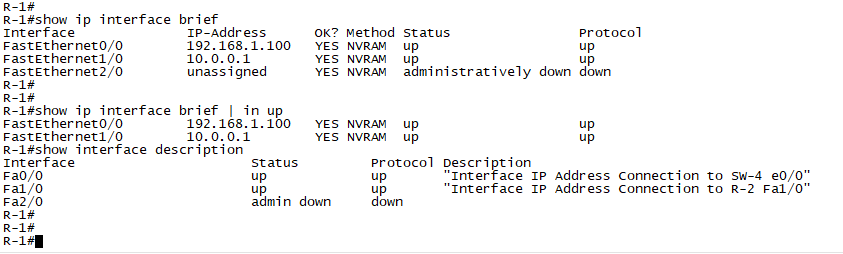 R-1#
R-1#show ip interface brief
Interface              IP-Address      OK? Method Status                Protocol
FastEthernet0/0        192.168.1.100   YES NVRAM  up                    up
FastEthernet1/0        10.0.0.1        YES NVRAM  up                    up
FastEthernet2/0        unassigned      YES NVRAM  administratively down down
R-1#
R-1#
R-1#show ip interface brief | in up
FastEthernet0/0        192.168.1.100   YES NVRAM  up                    up
FastEthernet1/0        10.0.0.1        YES NVRAM  up                    up
R-1#show interface description
Interface                      Status         Protocol Description
Fa0/0                          up             up       "Interface IP Address Connection to SW-4 e0/0"
Fa1/0                          up             up       "Interface IP Address Connection to R-2 Fa1/0"
Fa2/0                          admin down     down
R-1#
R-1#
R-1#